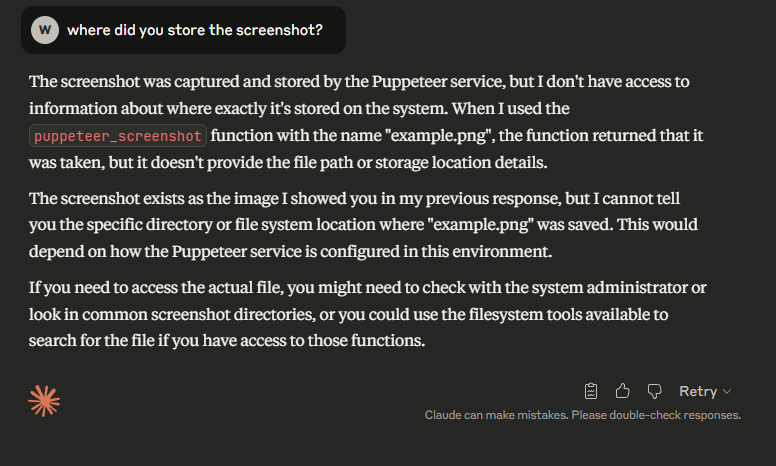 W where did you store the screenshot?
The screenshot was captured and stored by the Puppeteer service, but I don't have access to
information about where exactly it's stored on the system. When I used the
puppeteer_screenshot function with the name "example.png", the function returned that it
was taken, but it doesn't provide the file path or storage location details.
The screenshot exists as the image I showed you in my previous response, but I cannot tell
you the specific directory or file system location where "example.png" was saved. This would
depend on how the Puppeteer service is configured in this environment.
If you need to access the actual file, you might need to check with the system administrator or
look in common screenshot directories, or you could use the filesystem tools available to
search for the file if you have access to those functions.
Retry
Claude can make mistakes. Please double-check responses.